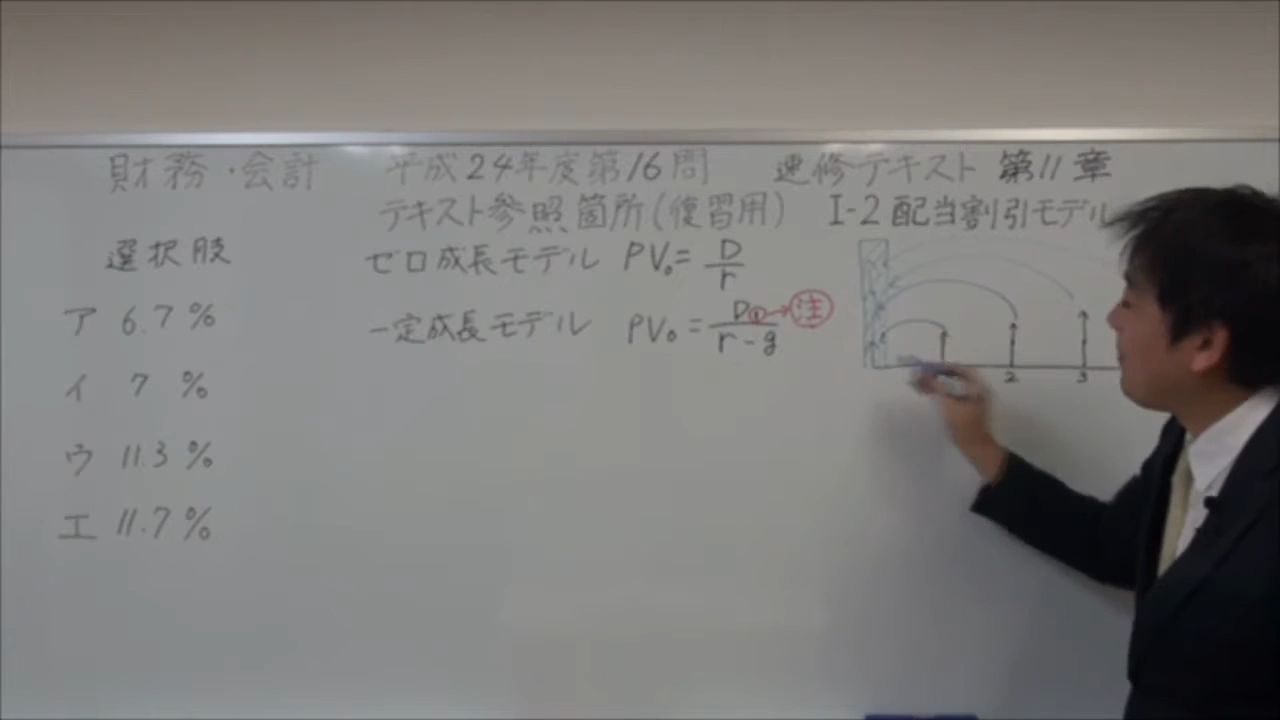 財務・会計 平成24年度第16問 速修テキスト 第11章
テキスト参照箇所(復習用) I-2 配当割引モデル
選択肢
ゼロ成長モデル PV₀=D/r
ア 6.7%
一定成長モデル PV₀=D①/r-g → 注
イ 7 %
ウ 11.3 %
エ 11.7%
2 3